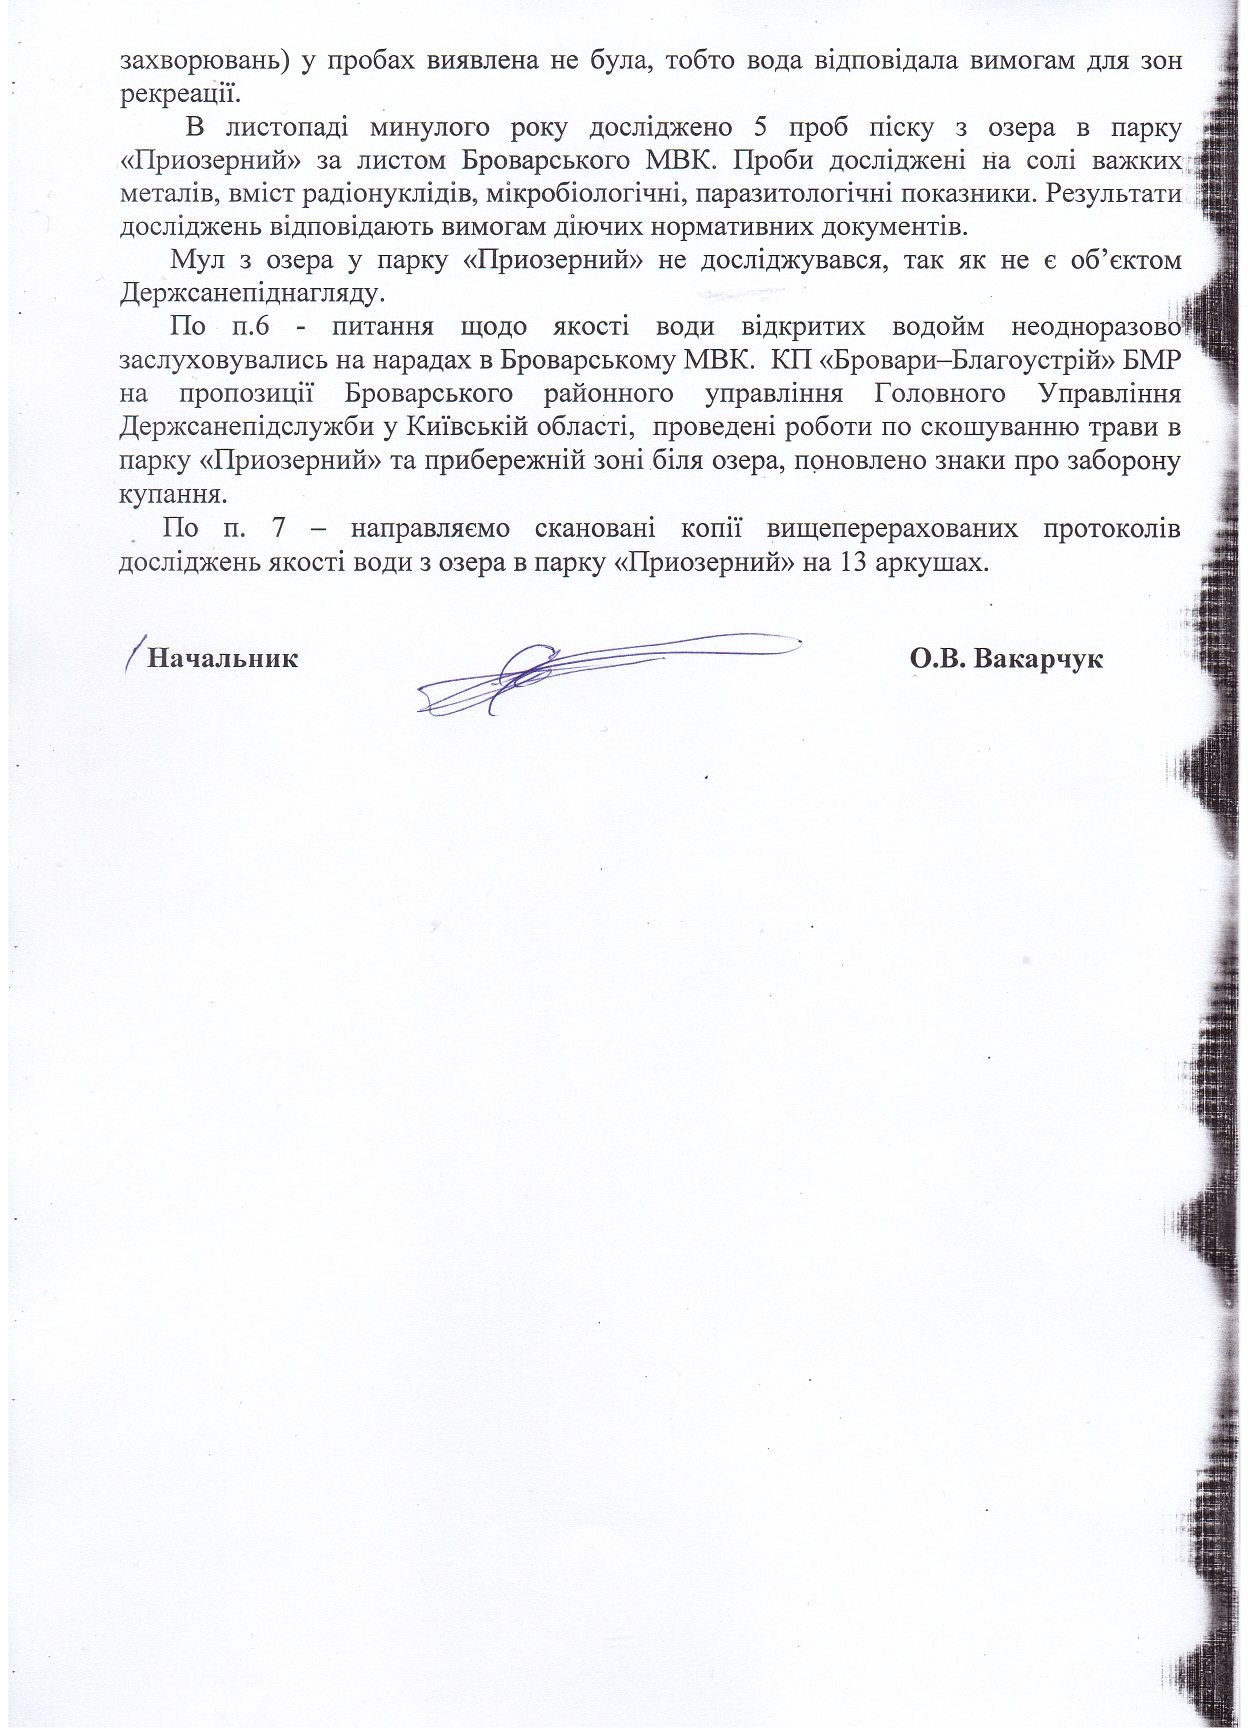 захворювань) у пробах виявлена не була, тобто вода відповідала вимогам для зон
рекреації.
В листопаді минулого року досліджено 5 проб піску з озера в парку
«Приозерний» за листом Броварського МВК. Проби досліджені на солі важких
металів, вміст радіонуклідів, мікробіологічні, паразитологічні показники. Результати
досліджень відповідають вимогам діючих нормативних документів.
Мул з озера у парку «Приозерний» не досліджувався, так як не є об’єктом
Держсанепіднагляду.
По п.6 - питання щодо якості води відкритих водойм неодноразово
заслуховувались на нарадах в Броварському МВК. КП «Бровари–Благоустрій» БМР
на пропозиції Броварського районного управління Головного Управління
Держсанепідслужби у Київській області, проведені роботи по скошуванню трави в
парку «Приозерний» та прибережній зоні біля озера, поновлено знаки про заборону
купання.
По п. 7 – направляємо скановані копії вищеперерахованих протоколів
досліджень якості води з озера в парку «Приозерний» на 13 аркушах.
/ Начальник О.В. Вакарчук